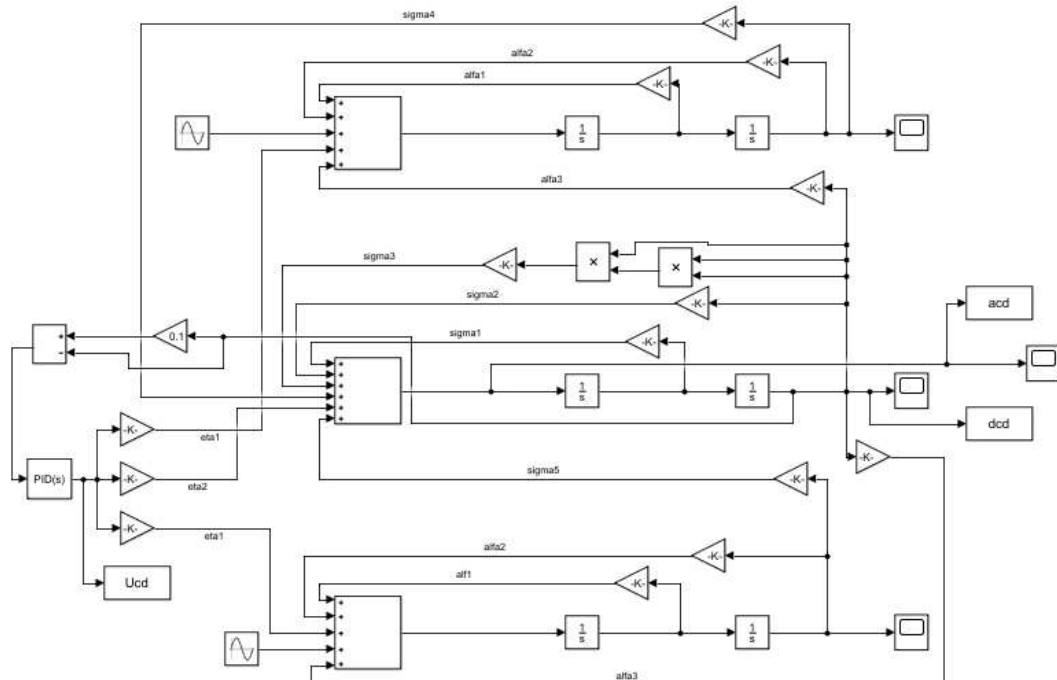 sigma4
-K-
alfa2
-K-
alfa1
-K-
+
+
+
+
+
1
s
1
s
alfa3
-K-
sigma3
-K-
×
×
sigma2
-K-
acd
+
-
0.1
sigma1
-K-
+
+
+
+
+
+
1
s
1
s
dcd
-K-
eta1
-K-
sigma5
-K-
PID(s)
-K-
eta2
-K-
eta1
alfa2
-K-
Ucd
alf1
-K-
+
+
+
+
+
1
s
1
s
alfa3